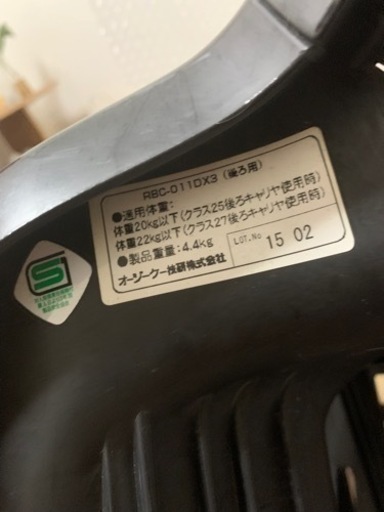 RBC-011DX3 (後ろ用)
●適用体重:
体重20kg以下(クラス25後ろキャリヤ使用時)
体重22kg以下(クラス27後ろキャリヤ使用時)
●製品重量:4.4kg
オージーケー技研株式会社
LOT.No 15 02